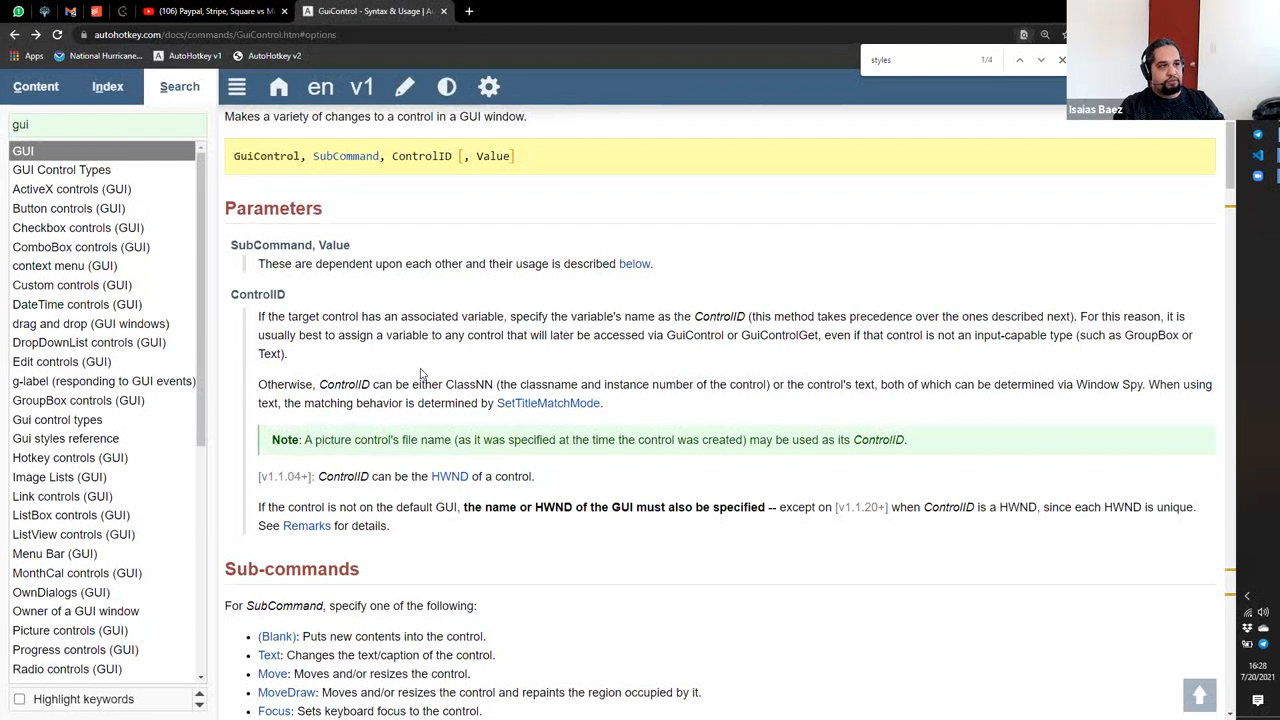 (106) Paypal, Stripe, Square vs M
GuiControl - Syntax & Usage | Au
autohotkey.com/docs/commands/GuiControl.htm#options
Apps
National Hurricane...
AutoHotkey v1
AutoHotkey (v2)
styles
1/4
Isaias Baez
Content
Index
Search
en
v1
gui
GUI
GUI Control Types
ActiveX controls (GUI)
Button controls (GUI)
Checkbox controls (GUI)
ComboBox controls (GUI)
context menu (GUI)
Custom controls (GUI)
DateTime controls (GUI)
drag and drop (GUI windows)
DropDownList controls (GUI)
Edit controls (GUI)
g-label (responding to GUI events)
GroupBox controls (GUI)
Gui control types
Gui styles reference
Hotkey controls (GUI)
Image Lists (GUI)
Link controls (GUI)
ListBox controls (GUI)
ListView controls (GUI)
Menu Bar (GUI)
MonthCal controls (GUI)
OwnDialogs (GUI)
Owner of a GUI window
Picture controls (GUI)
Progress controls (GUI)
Radio controls (GUI)
Highlight keywords
Makes a variety of changes to a control in a GUI window.
GuiControl, SubCommand, ControlID [, Value]
Parameters
SubCommand, Value
These are dependent upon each other and their usage is described below.
ControlID
If the target control has an associated variable, specify the variable's name as the ControlID (this method takes precedence over the ones described next). For this reason, it is
usually best to assign a variable to any control that will later be accessed via GuiControl or GuiControlGet, even if that control is not an input-capable type (such as GroupBox or
Text).
Otherwise, ControlID can be either ClassNN (the classname and instance number of the control) or the control's text, both of which can be determined via Window Spy. When using
text, the matching behavior is determined by SetTitleMatchMode.
Note: A picture control's file name (as it was specified at the time the control was created) may be used as its ControlID.
[v1.1.04+]: ControlID can be the HWND of a control.
If the control is not on the default GUI, the name or HWND of the GUI must also be specified -- except on [v1.1.20+] when ControlID is a HWND, since each HWND is unique.
See Remarks for details.
Sub-commands
For SubCommand, specify one of the following:
(Blank): Puts new contents into the control.
Text: Changes the text/caption of the control.
Move: Moves and/or resizes the control.
MoveDraw: Moves and/or resizes the control and repaints the region occupied by it.
Focus: Sets keyboard focus to the control.
16:28
7/20/2021